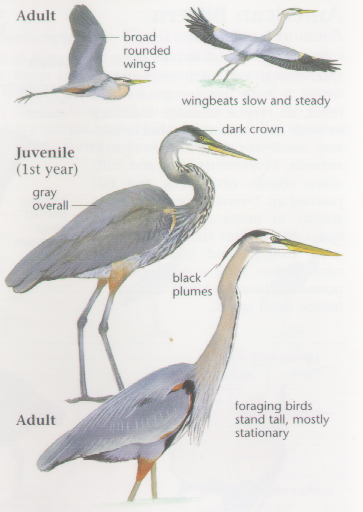 Adult
broad
rounded
wings
wingbeats slow and steady
dark crown
Juvenile
(1st year)
gray
overall
black
plumes
Adult
foraging birds
stand tall, mostly
stationary